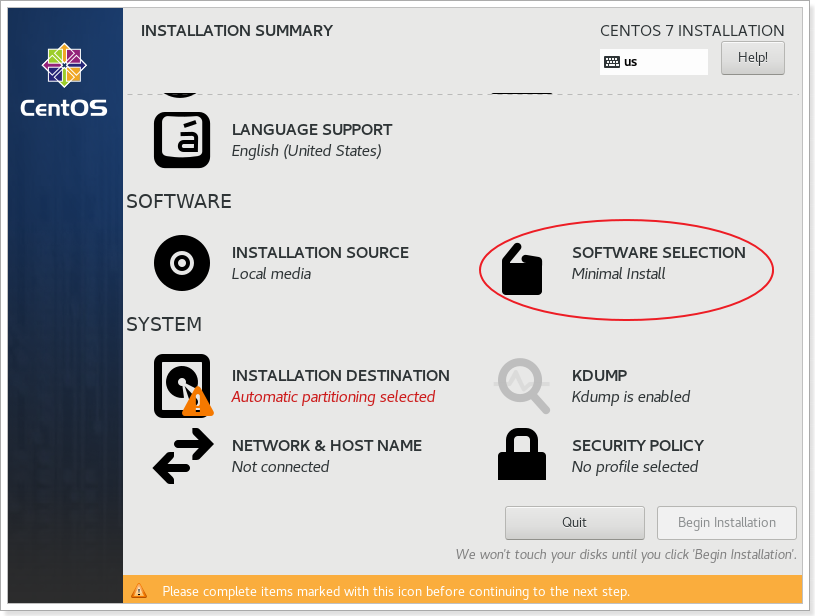 INSTALLATION SUMMARY
CENTOS 7 INSTALLATION
us
Help!
CentOS
á
LANGUAGE SUPPORT
English (United States)
SOFTWARE
INSTALLATION SOURCE
Local media
SOFTWARE SELECTION
Minimal Install
SYSTEM
INSTALLATION DESTINATION
Automatic partitioning selected
KDUMP
Kdump is enabled
NETWORK & HOST NAME
Not connected
SECURITY POLICY
No profile selected
Quit
Begin Installation
We won't touch your disks until you click 'Begin Installation'.
Please complete items marked with this icon before continuing to the next step.